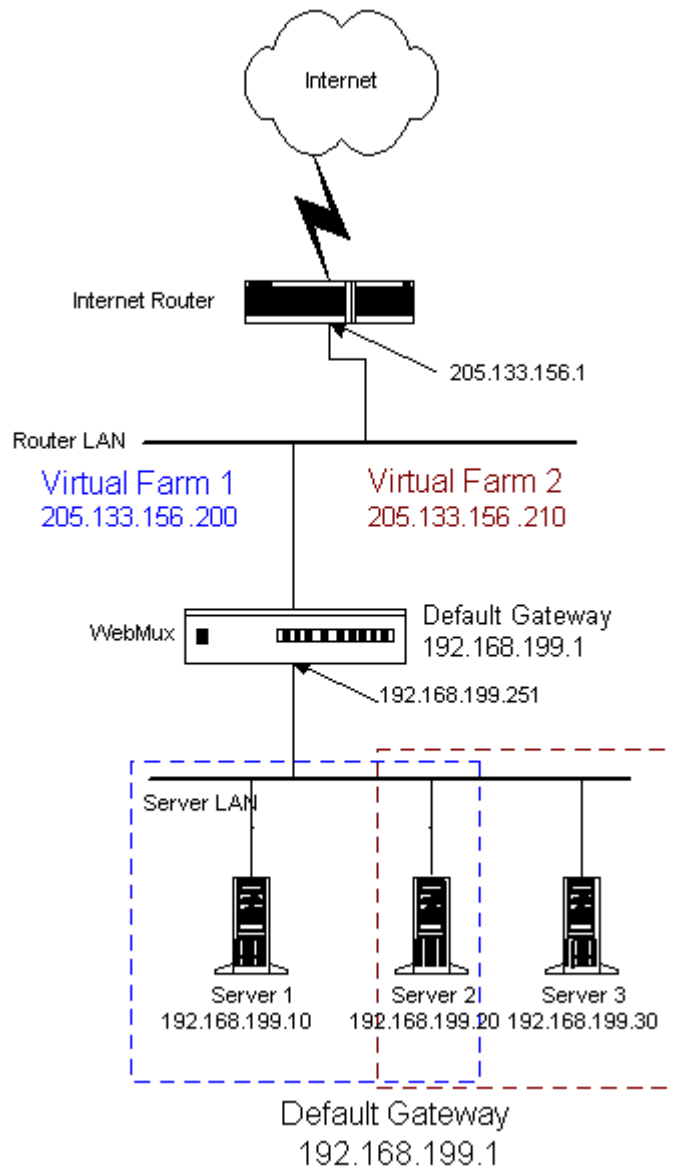 Internet
Internet Router
205.133.156.1
Router LAN
Virtual Farm 1
205.133.156 .200
Virtual Farm 2
205.133.156 .210
WebMux
Default Gateway
192.168.199.1
192.168.199.251
Server LAN
Server 1
192.168.199.10
Server 2
192.168.199.20
Server 3
192.168.199.30
Default Gateway
192.168.199.1